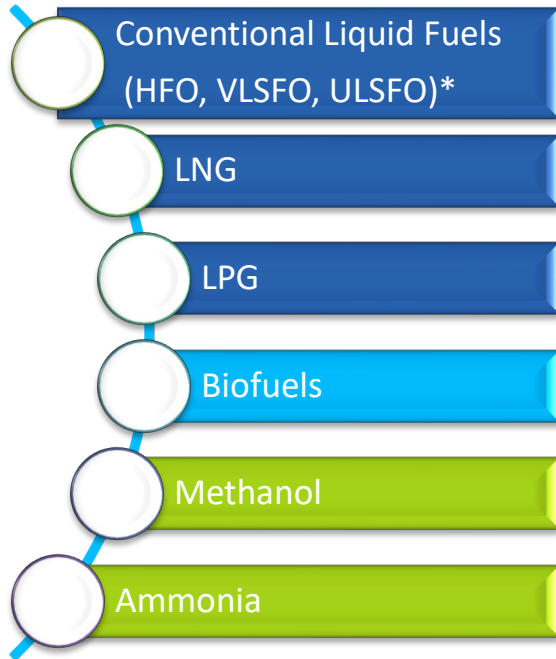 Conventional Liquid Fuels
(HFO, VLSFO, ULSFO)*
LNG
LPG
Biofuels
Methanol
Ammonia